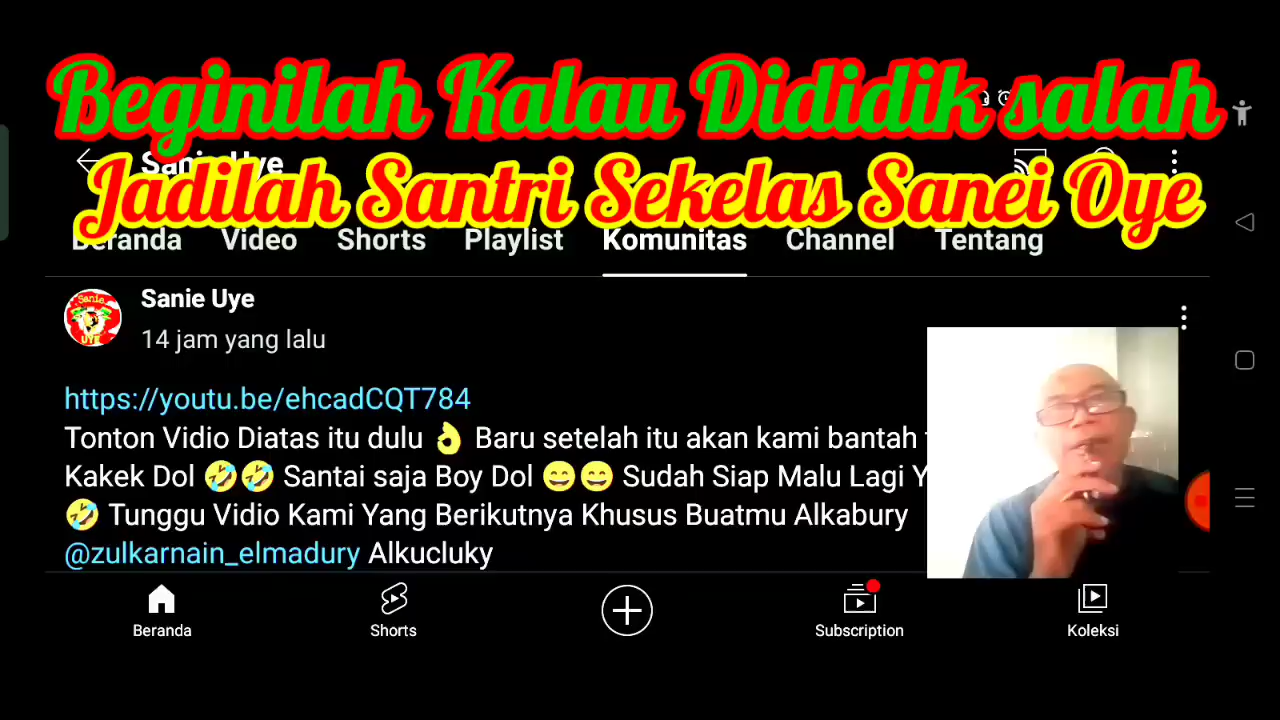 Beginilah Kalau Dididik salah
Sanie Uye
Jadilah Santri Sekelas Sanei Oye
Beranda Video Shorts Playlist Komunitas Channel Tentang
Sanie Uye
14 jam yang lalu
https://youtu.be/ehcadCQT784
Tonton Vidio Diatas itu dulu 👌 Baru setelah itu akan kami bantah
Kakek Dol 🤣🤣 Santai saja Boy Dol 😄😄 Sudah Siap Malu Lagi
🤣 Tunggu Vidio Kami Yang Berikutnya Khusus Buatmu Alkabury
@zulkarnain_elmadury Alkucluky
Beranda Shorts Subscription Koleksi